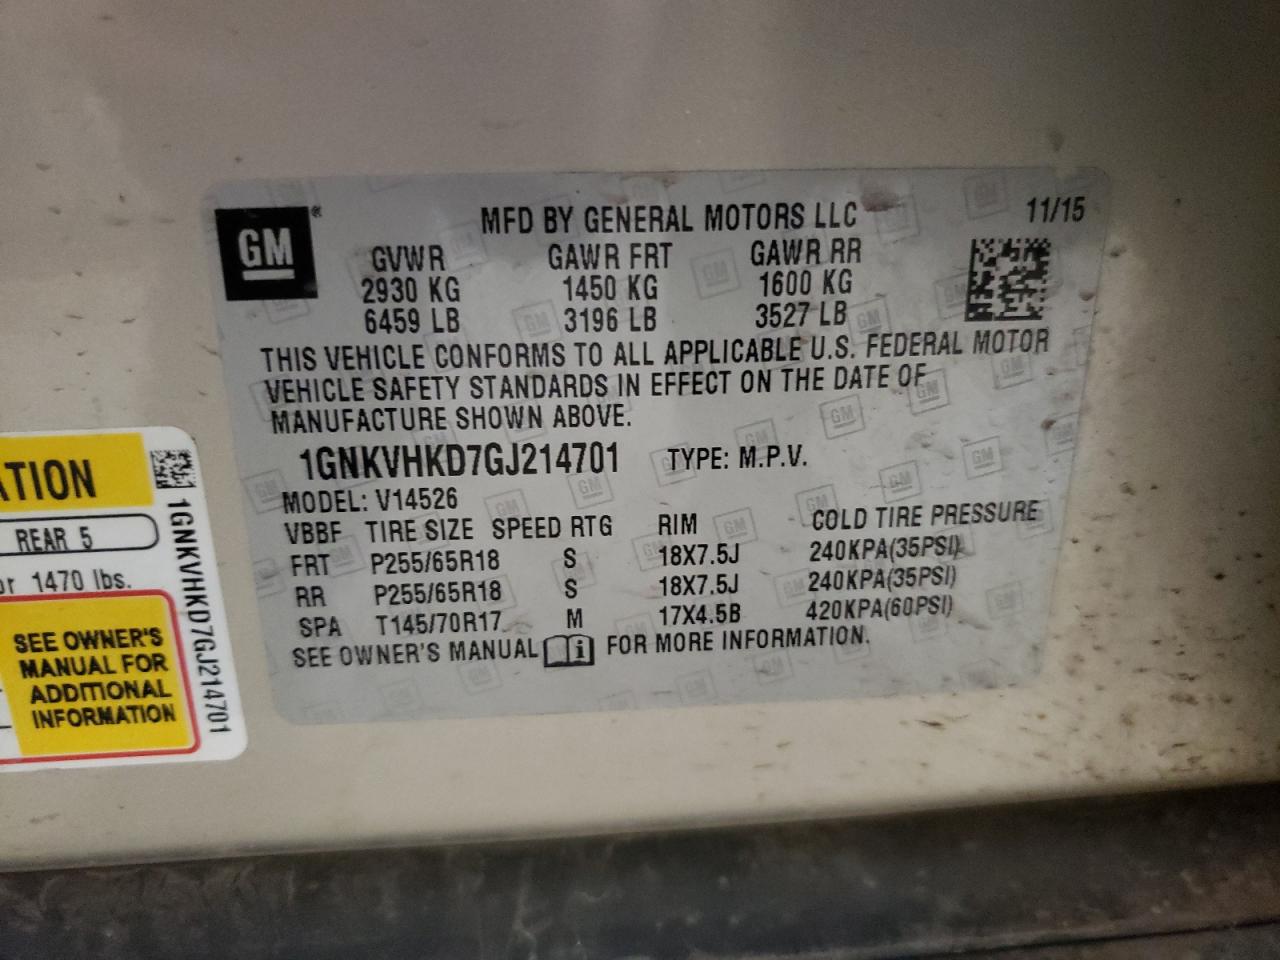 GM®
MFD BY GENERAL MOTORS LLC 11/15
GVWR GAWR FRT GAWR RR
2930 KG 1450 KG 1600 KG
6459 LB 3196 LB 3527 LB
THIS VEHICLE CONFORMS TO ALL APPLICABLE U.S. FEDERAL MOTOR
VEHICLE SAFETY STANDARDS IN EFFECT ON THE DATE OF
MANUFACTURE SHOWN ABOVE.
1GNKVHKD7GJ214701 TYPE: M.P.V.
MODEL: V14526
VBBF TIRE SIZE SPEED RTG RIM COLD TIRE PRESSURE
FRT P255/65R18 S 18X7.5J 240KPA(35PSI)
RR P255/65R18 S 18X7.5J 240KPA(35PSI)
SPA T145/70R17 M 17X4.5B 420KPA(60PSI)
SEE OWNER'S MANUAL FOR MORE INFORMATION.
ATION
REAR 5
or 1470 lbs.
SEE OWNER'S
MANUAL FOR
ADDITIONAL
INFORMATION
1GNKVHKD7GJ214701